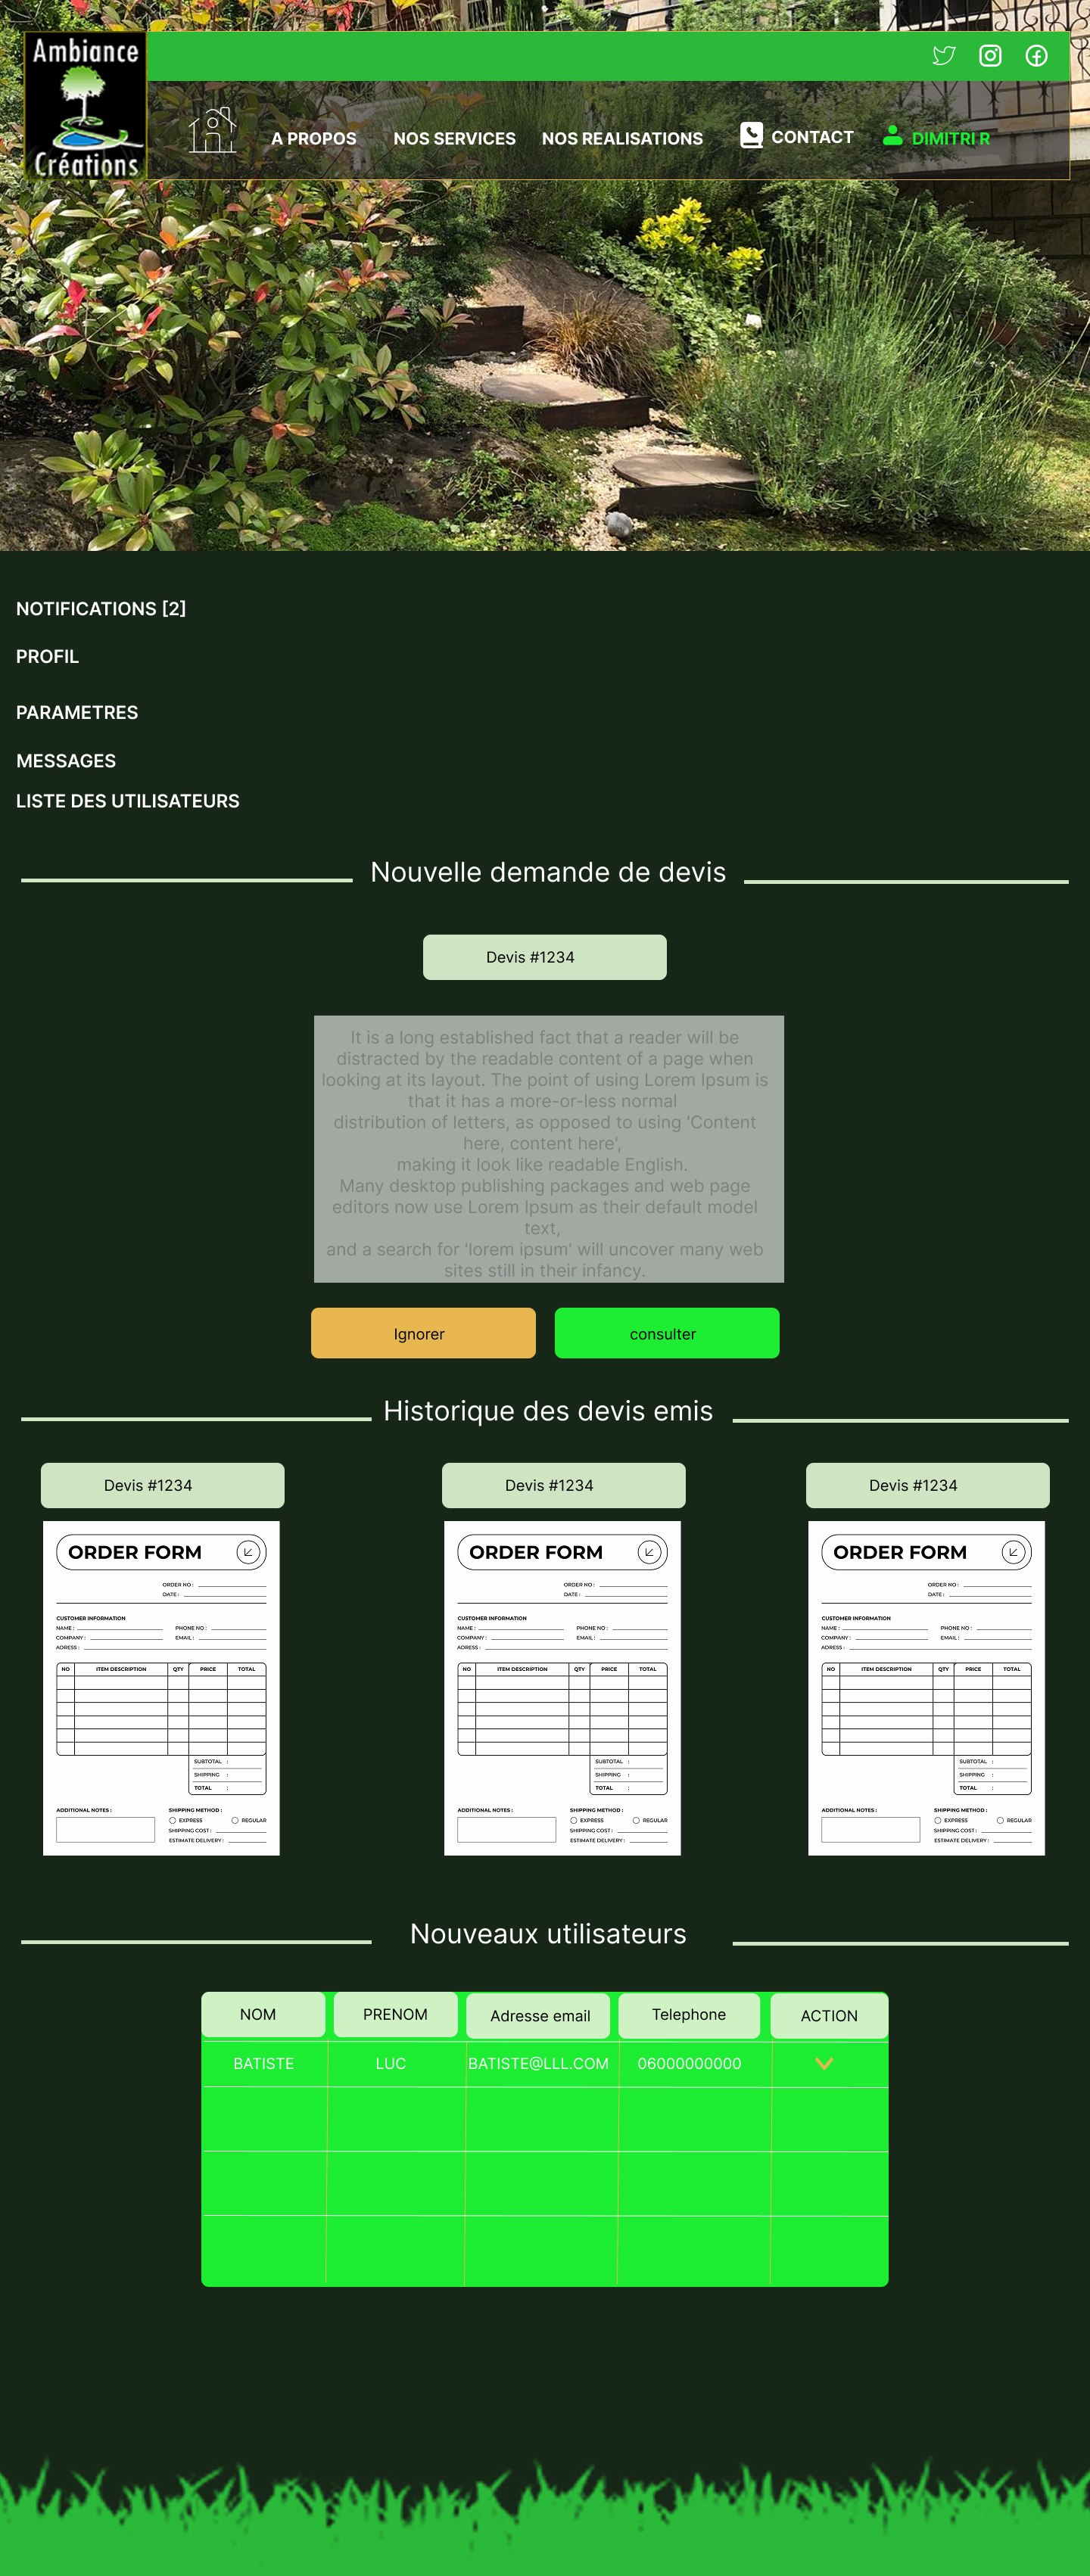 Ambiance
Créations
A PROPOS
NOS SERVICES
NOS REALISATIONS
CONTACT
DIMITRI R
NOTIFICATIONS [2]
PROFIL
PARAMETRES
MESSAGES
LISTE DES UTILISATEURS
Nouvelle demande de devis
Devis #1234
It is a long established fact that a reader will be
distracted by the readable content of a page when
looking at its layout. The point of using Lorem Ipsum is
that it has a more-or-less normal
distribution of letters, as opposed to using 'Content
here, content here',
making it look like readable English.
Many desktop publishing packages and web page
editors now use Lorem Ipsum as their default model
text,
and a search for 'lorem ipsum' will uncover many web
sites still in their infancy.
Ignorer
consulter
Historique des devis emis
Devis #1234
ORDER FORM
ORDER NO :
DATE :
CUSTOMER INFORMATION
NAME : PHONE NO :
COMPANY : EMAIL :
ADRESS :
NO ITEM DESCRIPTION QTY PRICE TOTAL
SUBTOTAL :
SHIPPING :
TOTAL :
ADDITIONAL NOTES : SHIPPING METHOD :
EXPRESS REGULAR
SHIPPING COST :
ESTIMATE DELIVERY :
Devis #1234
ORDER FORM
ORDER NO :
DATE :
CUSTOMER INFORMATION
NAME : PHONE NO :
COMPANY : EMAIL :
ADRESS :
NO ITEM DESCRIPTION QTY PRICE TOTAL
SUBTOTAL :
SHIPPING :
TOTAL :
ADDITIONAL NOTES : SHIPPING METHOD :
EXPRESS REGULAR
SHIPPING COST :
ESTIMATE DELIVERY :
Devis #1234
ORDER FORM
ORDER NO :
DATE :
CUSTOMER INFORMATION
NAME : PHONE NO :
COMPANY : EMAIL :
ADRESS :
NO ITEM DESCRIPTION QTY PRICE TOTAL
SUBTOTAL :
SHIPPING :
TOTAL :
ADDITIONAL NOTES : SHIPPING METHOD :
EXPRESS REGULAR
SHIPPING COST :
ESTIMATE DELIVERY :
Nouveaux utilisateurs
NOM PRENOM Adresse email Telephone ACTION
BATISTE LUC BATISTE@LLL.COM 06000000000